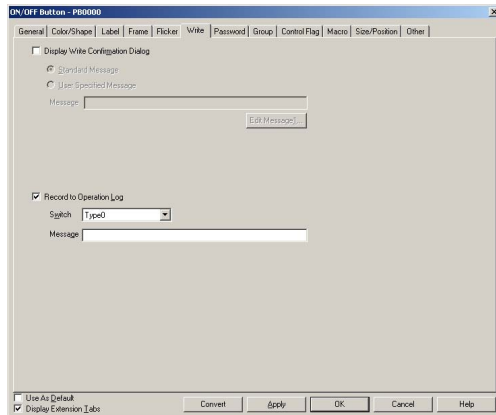 ON/OFF Button - PB0000
General Color/Shape Label Frame Flicker Write Password Group Control Flag Macro Size/Position Other
Display Write Confirmation Dialog
Standard Message
User Specified Message
Message
Edit Message1...
Record to Operation Log
Switch Type0
Message
Use As Default
Display Extension Tabs
Convert Apply OK Cancel Help